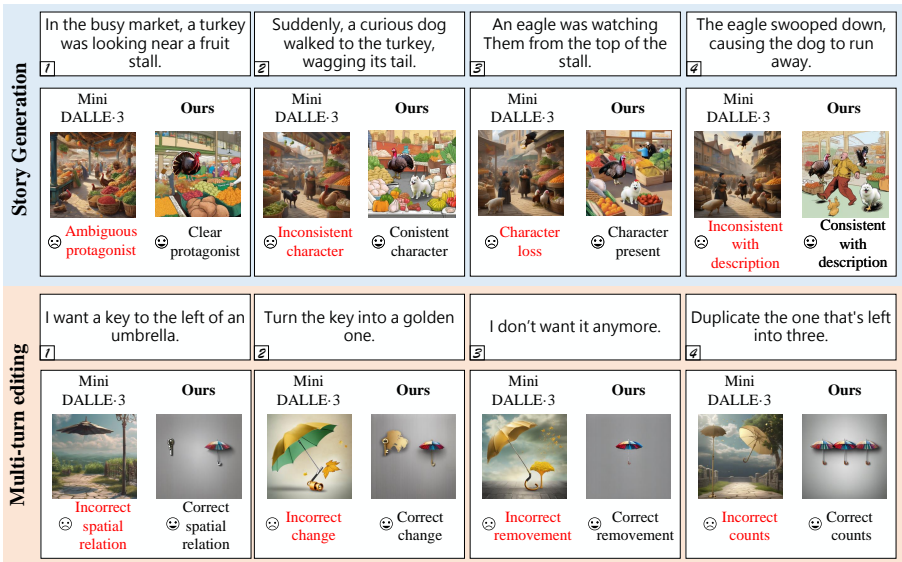 Story Generation
In the busy market, a turkey
was looking near a fruit
stall.
1
Suddenly, a curious dog
walked to the turkey,
wagging its tail.
2
An eagle was watching
Them from the top of the
stall.
3
The eagle swooped down,
causing the dog to run
away.
4
Mini
DALLE·3
Ours
Ambiguous
protagonist
Clear
protagonist
Mini
DALLE·3
Ours
Inconsistent
character
Conistent
character
Mini
DALLE·3
Ours
Character
loss
Character
present
Mini
DALLE·3
Ours
Inconsistent
with
description
Consistent
with
description
Multi-turn editing
I want a key to the left of an
umbrella.
1
Turn the key into a golden
one.
2
I don't want it anymore.
3
Duplicate the one that's left
into three.
4
Mini
DALLE·3
Ours
Incorrect
spatial
relation
Correct
spatial
relation
Mini
DALLE·3
Ours
Incorrect
change
Correct
change
Mini
DALLE·3
Ours
Incorrect
removement
Correct
removement
Mini
DALLE·3
Ours
Incorrect
counts
Correct
counts